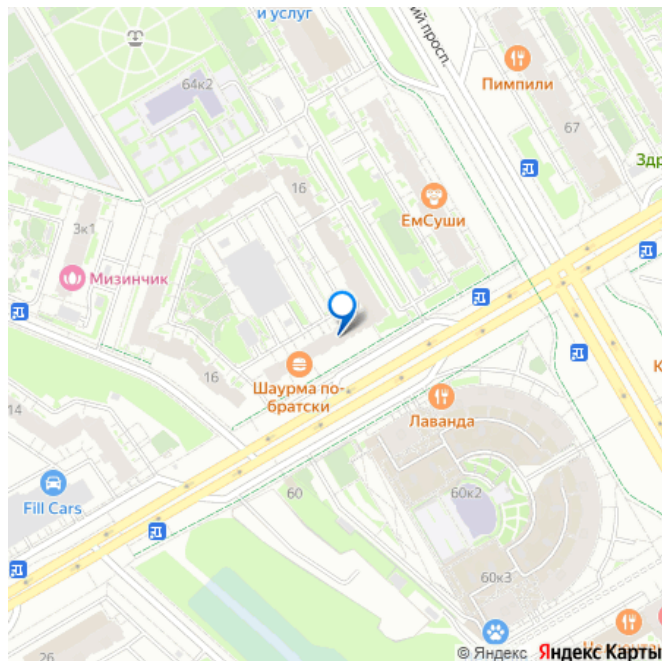 и услуг
ий просп.
Пимпили
64к2
67
16
Здр
ЕмСуши
3к1
Мизинчик
16
Шаурма по-
братски
К
Лаванда
14
Fill Cars
60
60к2
60к3
26
© Яндекс Яндекс Карты